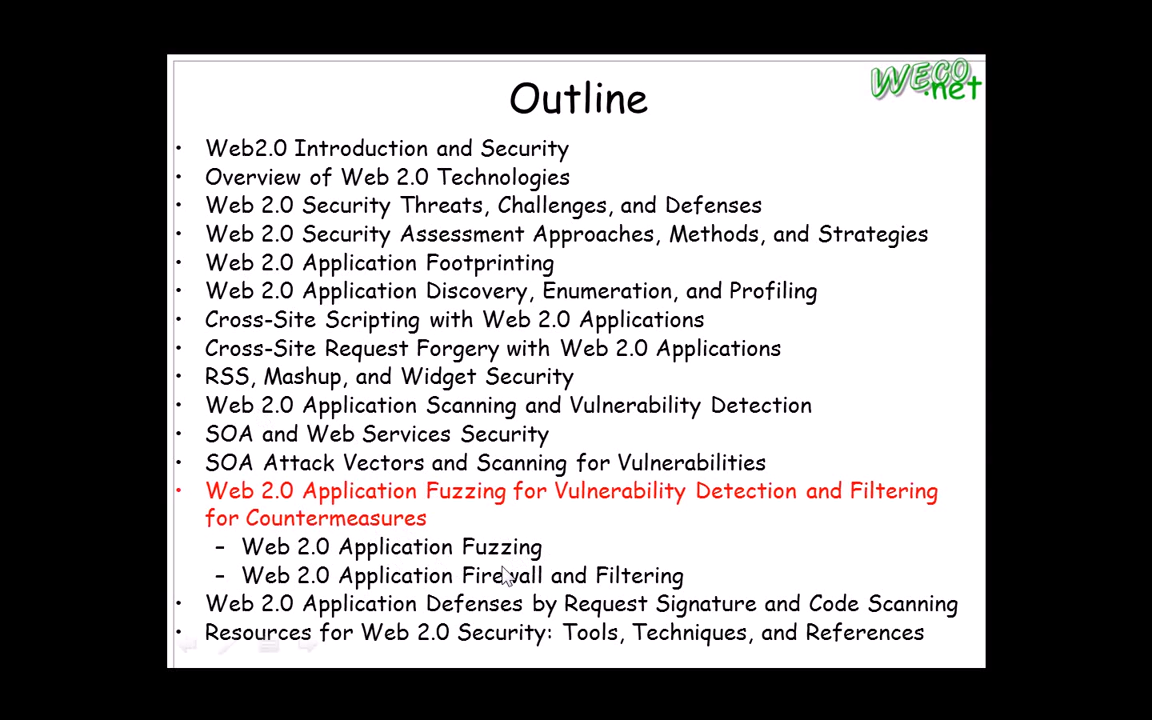 WECO
.net
Outline
• Web2.0 Introduction and Security
• Overview of Web 2.0 Technologies
• Web 2.0 Security Threats, Challenges, and Defenses
• Web 2.0 Security Assessment Approaches, Methods, and Strategies
• Web 2.0 Application Footprinting
• Web 2.0 Application Discovery, Enumeration, and Profiling
• Cross-Site Scripting with Web 2.0 Applications
• Cross-Site Request Forgery with Web 2.0 Applications
• RSS, Mashup, and Widget Security
• Web 2.0 Application Scanning and Vulnerability Detection
• SOA and Web Services Security
• SOA Attack Vectors and Scanning for Vulnerabilities
• Web 2.0 Application Fuzzing for Vulnerability Detection and Filtering
for Countermeasures
– Web 2.0 Application Fuzzing
– Web 2.0 Application Firewall and Filtering
• Web 2.0 Application Defenses by Request Signature and Code Scanning
• Resources for Web 2.0 Security: Tools, Techniques, and References